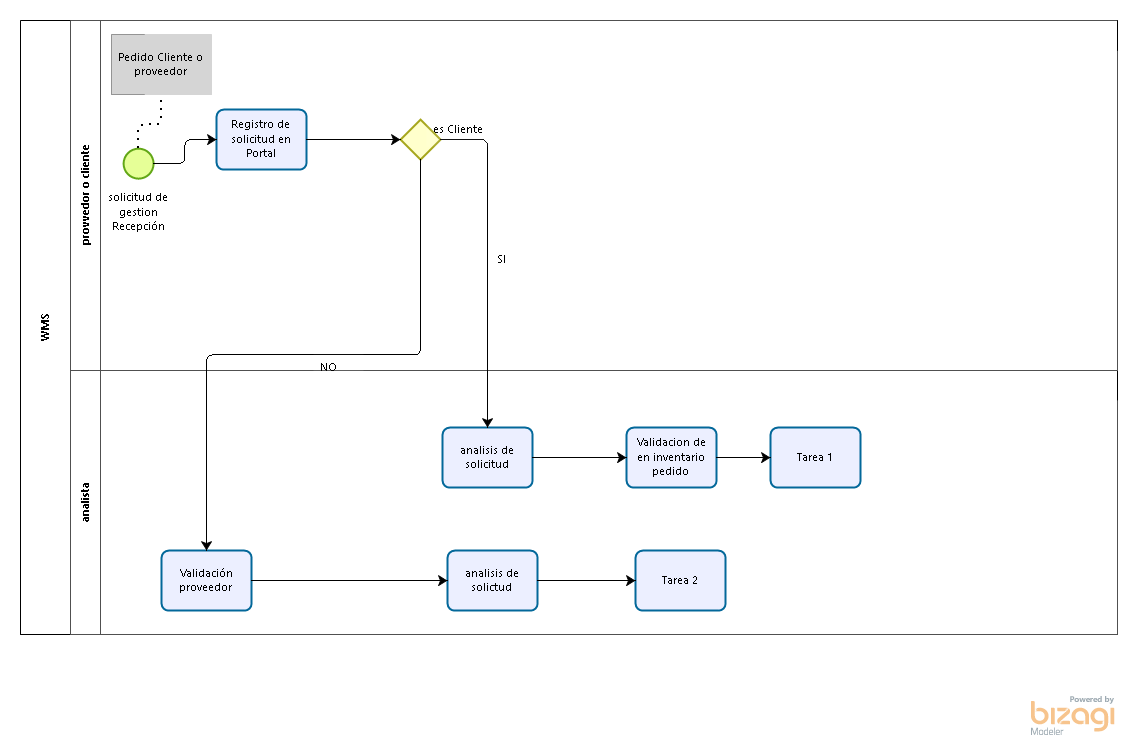 WMS
provvedor o cliente
Pedido Cliente o
proveedor
solicitud de
gestion
Recepción
Registro de
solicitud en
Portal
es Cliente
SI
NO
analista
analisis de
solicitud
Validacion de
en inventario
pedido
Tarea 1
Validación
proveedor
analisis de
solictud
Tarea 2
Powered by
bizagi
Modeler